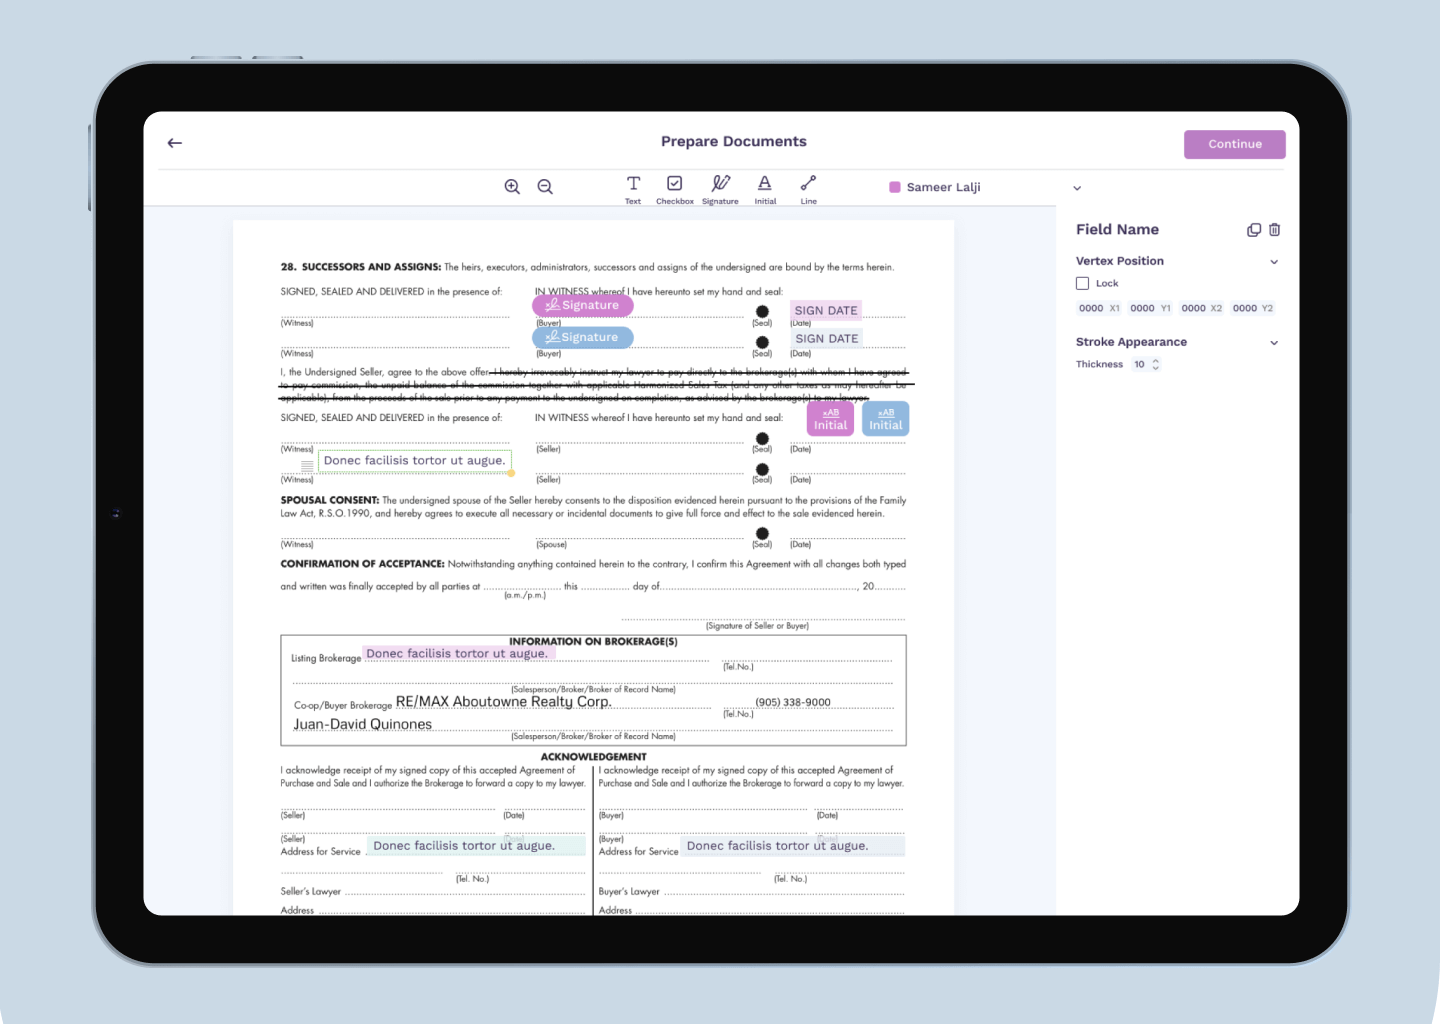 Prepare Documents
Continue
Text
Checkbox
Signature
Initial
Line
Sameer Lalji
Field Name
Vertex Position
Lock
0000 X1 0000 Y1 0000 X2 0000 Y2
Stroke Appearance
Thickness 10
28. SUCCESSORS AND ASSIGNS: The heirs, executors, administrators, successors and assigns of the undersigned are bound by the terms herein.
SIGNED, SEALED AND DELIVERED in the presence of: IN WITNESS whereof I have hereunto set my hand and seal:
Signature SIGN DATE
(Witness) (Buyer) (Seal) (Date)
Signature SIGN DATE
(Witness) (Buyer) (Seal) (Date)
I, the Undersigned Seller, agree to the above offer. I hereby irrevocably instruct my lawyer to pay directly to the brokerage(s) with whom I have agreed
to pay commission, the unpaid balance of the commission together with applicable Harmonized Sales Tax (and any other taxes as may hereafter be
applicable), from the proceeds of the sale prior to any payment to the undersigned on completion, as advised by the brokerage(s) to my lawyer.
SIGNED, SEALED AND DELIVERED in the presence of: IN WITNESS whereof I have hereunto set my hand and seal:
xAB Initial xAB Initial
(Witness) (Seller) (Seal) (Date)
Donec facilisis tortor ut augue.
(Witness) (Seller) (Seal) (Date)
SPOUSAL CONSENT: The undersigned spouse of the Seller hereby consents to the disposition evidenced herein pursuant to the provisions of the Family
Law Act, R.S.O.1990, and hereby agrees to execute all necessary or incidental documents to give full force and effect to the sale evidenced herein.
(Witness) (Spouse) (Seal) (Date)
CONFIRMATION OF ACCEPTANCE: Notwithstanding anything contained herein to the contrary, I confirm this Agreement with all changes both typed
and written was finally accepted by all parties at ............ this ............ day of ............, 20............
(a.m./p.m.)
(Signature of Seller or Buyer)
INFORMATION ON BROKERAGE(S)
Listing Brokerage Donec facilisis tortor ut augue.
(Tel.No.)
(Salesperson/Broker/Broker of Record Name)
Co-op/Buyer Brokerage RE/MAX Aboutowne Realty Corp. (905) 338-9000
(Tel.No.)
Juan-David Quinones
(Salesperson/Broker/Broker of Record Name)
ACKNOWLEDGEMENT
I acknowledge receipt of my signed copy of this accepted Agreement of
Purchase and Sale and I authorize the Brokerage to forward a copy to my lawyer.
(Seller) (Date)
(Seller) (Date)
Address for Service Donec facilisis tortor ut augue.
(Tel. No.)
Seller's Lawyer
Address
I acknowledge receipt of my signed copy of this accepted Agreement of
Purchase and Sale and I authorize the Brokerage to forward a copy to my lawyer.
(Buyer) (Date)
(Buyer) (Date)
Address for Service Donec facilisis tortor ut augue.
(Tel. No.)
Buyer's Lawyer
Address